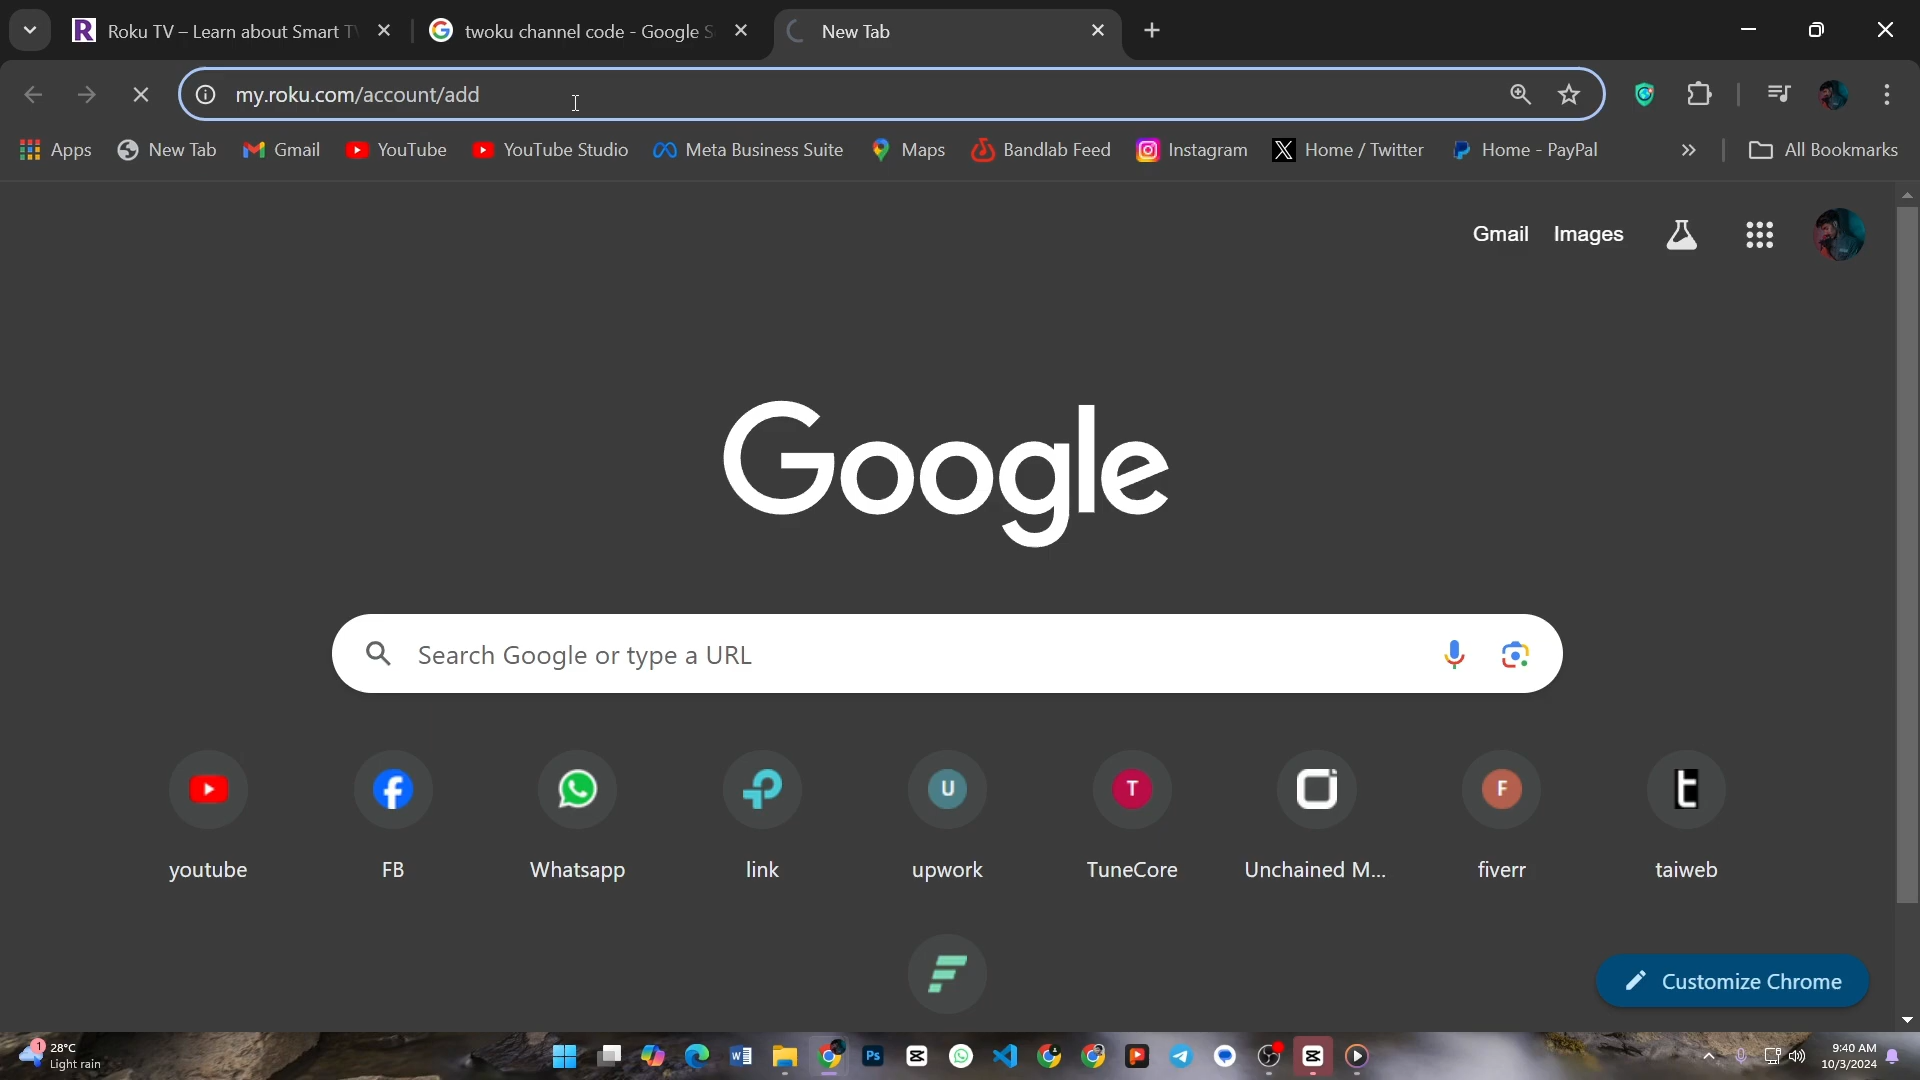 Roku TV – Learn about Smart T
twoku channel code - Google S
New Tab
my.roku.com/account/add
Apps
New Tab
Gmail
YouTube
YouTube Studio
Meta Business Suite
Maps
Bandlab Feed
Instagram
Home / Twitter
Home - PayPal
»
All Bookmarks
Gmail
Images
Google
Search Google or type a URL
U
T
F
t
youtube
FB
Whatsapp
link
upwork
TuneCore
Unchained M...
fiverr
taiweb
Customize Chrome
1
28°C
Light rain
Ps
9:40 AM
10/3/2024